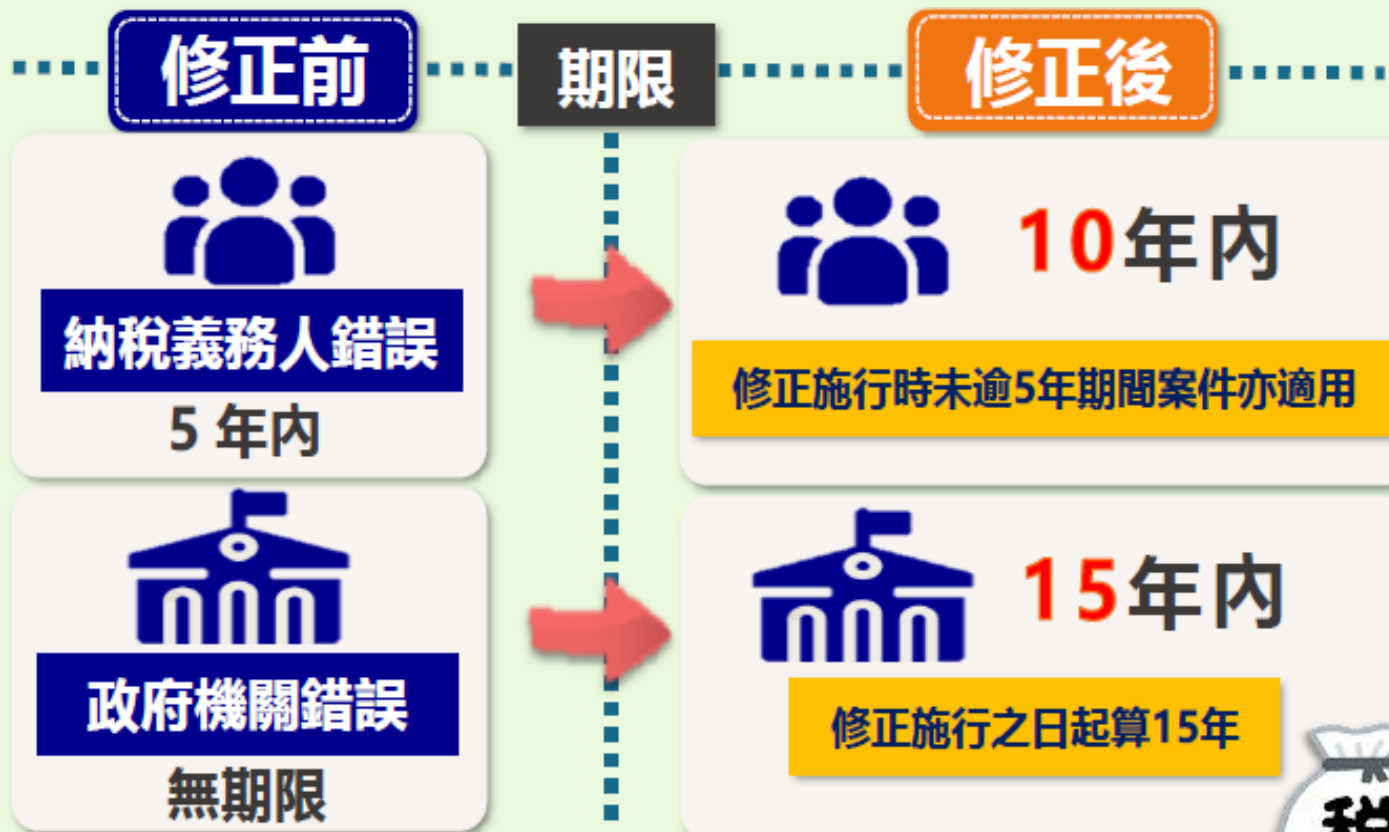 修正前
期限
修正後
納稅義務人錯誤
5 年內
10年內
修正施行時未逾5年期間案件亦適用
政府機關錯誤
無期限
15年內
修正施行之日起算15年
稅